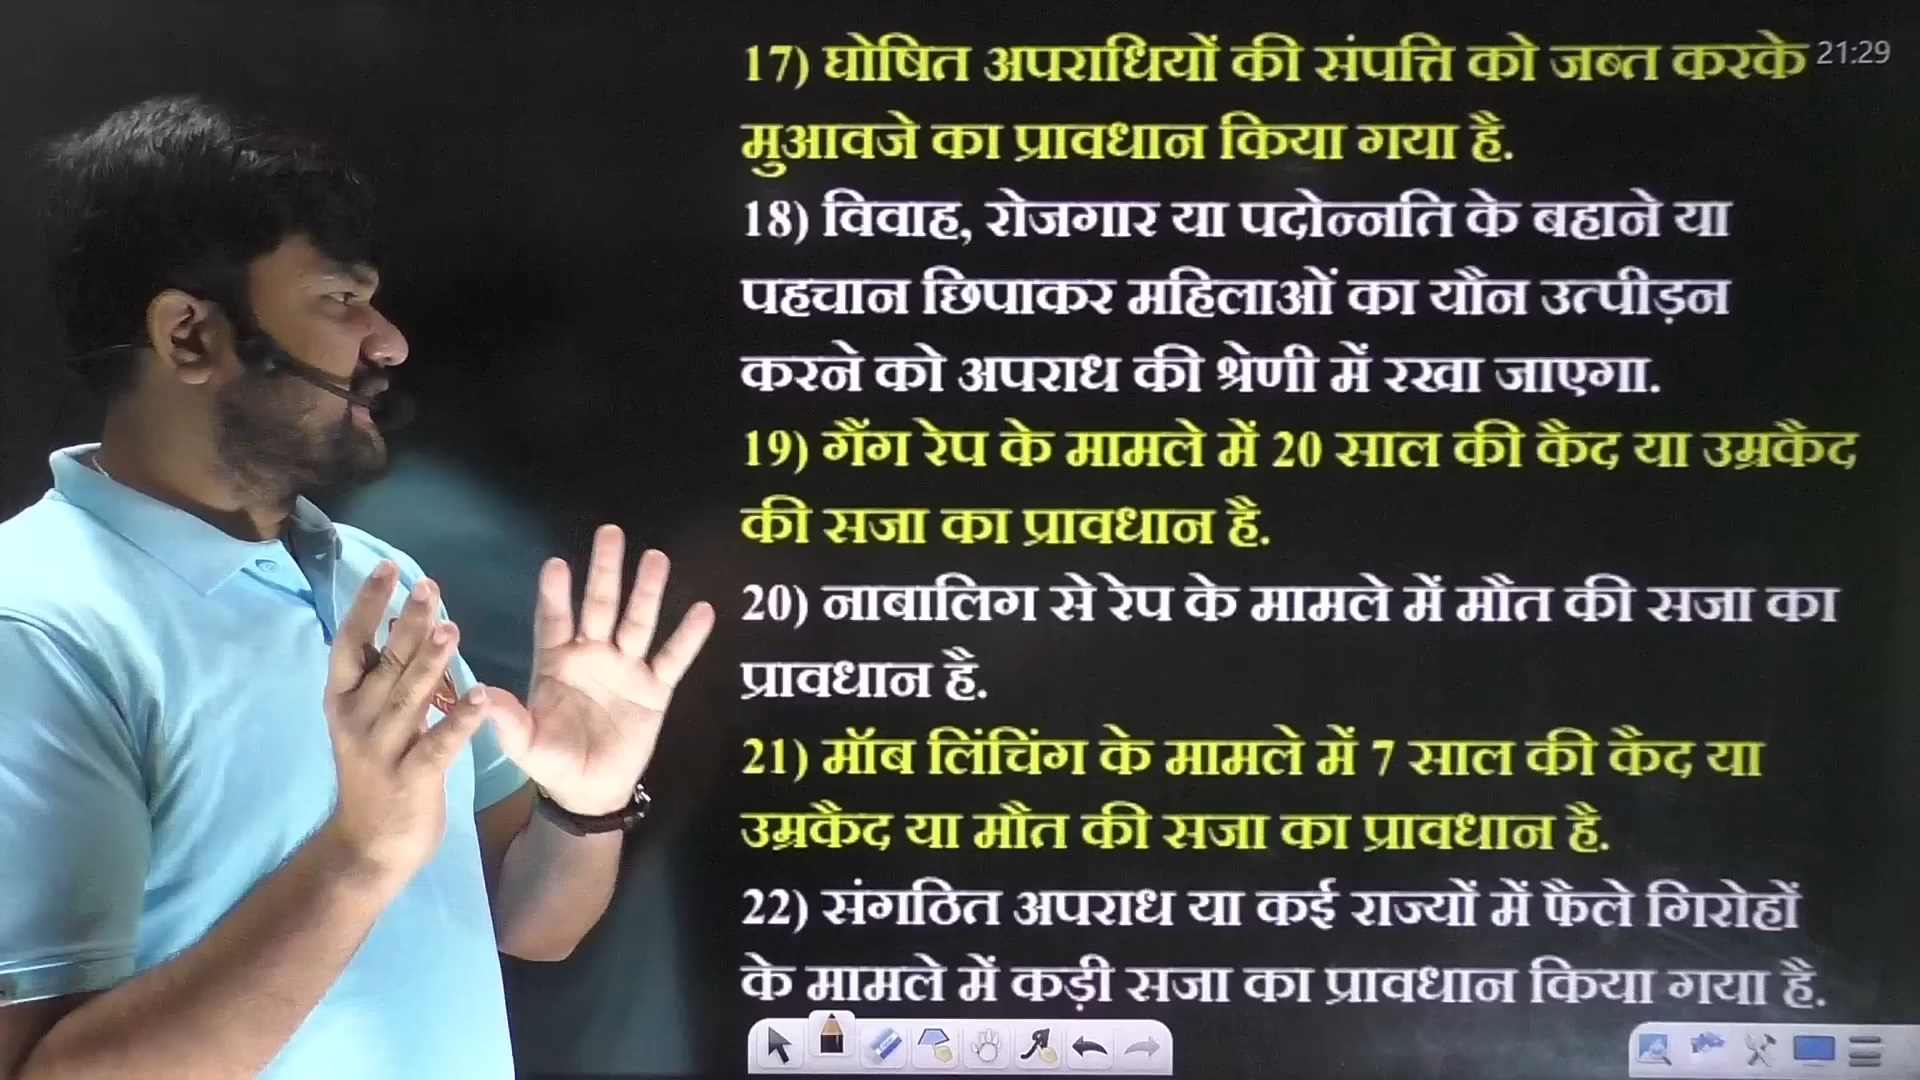 17) घोषित अपराधियों की संपत्ति को जब्त करके
21:29
मुआवजे का प्रावधान किया गया है.
18) विवाह, रोजगार या पदोन्नति के बहाने या
पहचान छिपाकर महिलाओं का यौन उत्पीड़न
करने को अपराध की श्रेणी में रखा जाएगा.
19) गैंग रेप के मामले में 20 साल की कैद या उम्रकैद
की सजा का प्रावधान है.
20) नाबालिग से रेप के मामले में मौत की सजा का
प्रावधान है.
21) मॉब लिंचिंग के मामले में 7 साल की कैद या
उम्रकैद या मौत की सजा का प्रावधान है.
22) संगठित अपराध या कई राज्यों में फैले गिरोहों
के मामले में कड़ी सजा का प्रावधान किया गया है.